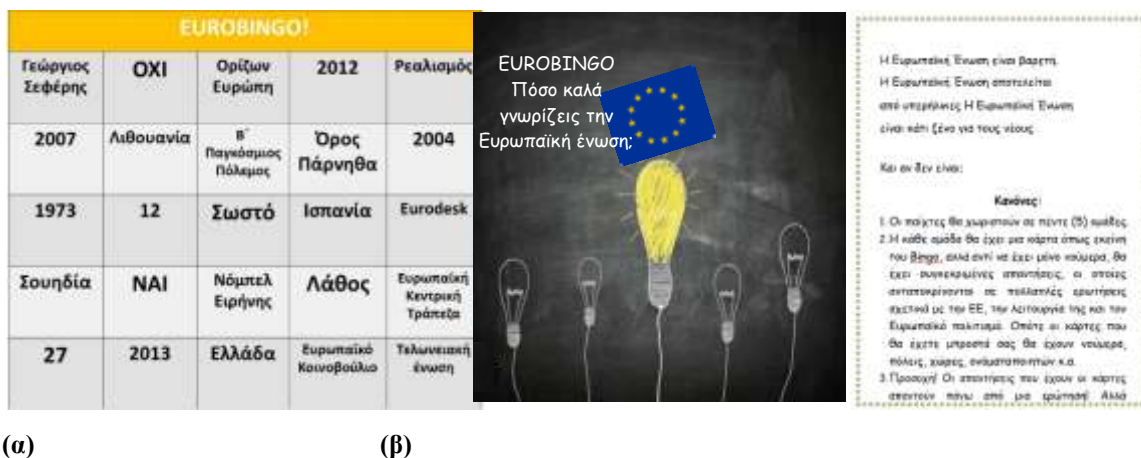 EUROBINGO!
Γεώργιος Σεφέρης
ΟΧΙ
Ορίζων Ευρώπη
2012
Ρεαλισμός
2007
Λιθουανία
Β΄ Παγκόσμιος Πόλεμος
Όρος Πάρνηθα
2004
1973
12
Σωστό
Ισπανία
Eurodesk
Σουηδία
ΝΑΙ
Νόμπελ Ειρήνης
Λάθος
Ευρωπαϊκή Κεντρική Τράπεζα
27
2013
Ελλάδα
Ευρωπαϊκό Κοινοβούλιο
Τελωνειακή ένωση
EUROBINGO
Πόσο καλά
γνωρίζεις την
Ευρωπαϊκή ένωση;
Η Ευρωπαϊκή Ένωση είναι βαρετή.
Η Ευρωπαϊκή Ένωση αποτελείται
από υπερήλικες Η Ευρωπαϊκή Ένωση
είναι κάτι ξένο για τους νέους
Και αν δεν είναι;
Κανόνες:
1. Οι παίχτες θα χωριστούν σε πέντε (5) ομάδες.
2. Η κάθε ομάδα θα έχει μια κάρτα όπως εκείνη
του Bingo, αλλά αντί να έχει μόνο νούμερα, θα
έχει συγκεκριμένες απαντήσεις, οι οποίες
ανταποκρίνονται σε πολλαπλές ερωτήσεις
σχετικά με την ΕΕ, την λειτουργία της και τον
Ευρωπαϊκό πολιτισμό. Οπότε οι κάρτες που
θα έχετε μπροστά σας θα έχουν νούμερα,
πόλεις, χώρες, ονόματα ποιητών κ.α.
3. Προσοχή! Οι απαντήσεις που έχουν οι κάρτες
απαντούν πάνω από μια ερώτηση! Αλλά
(α)
(β)